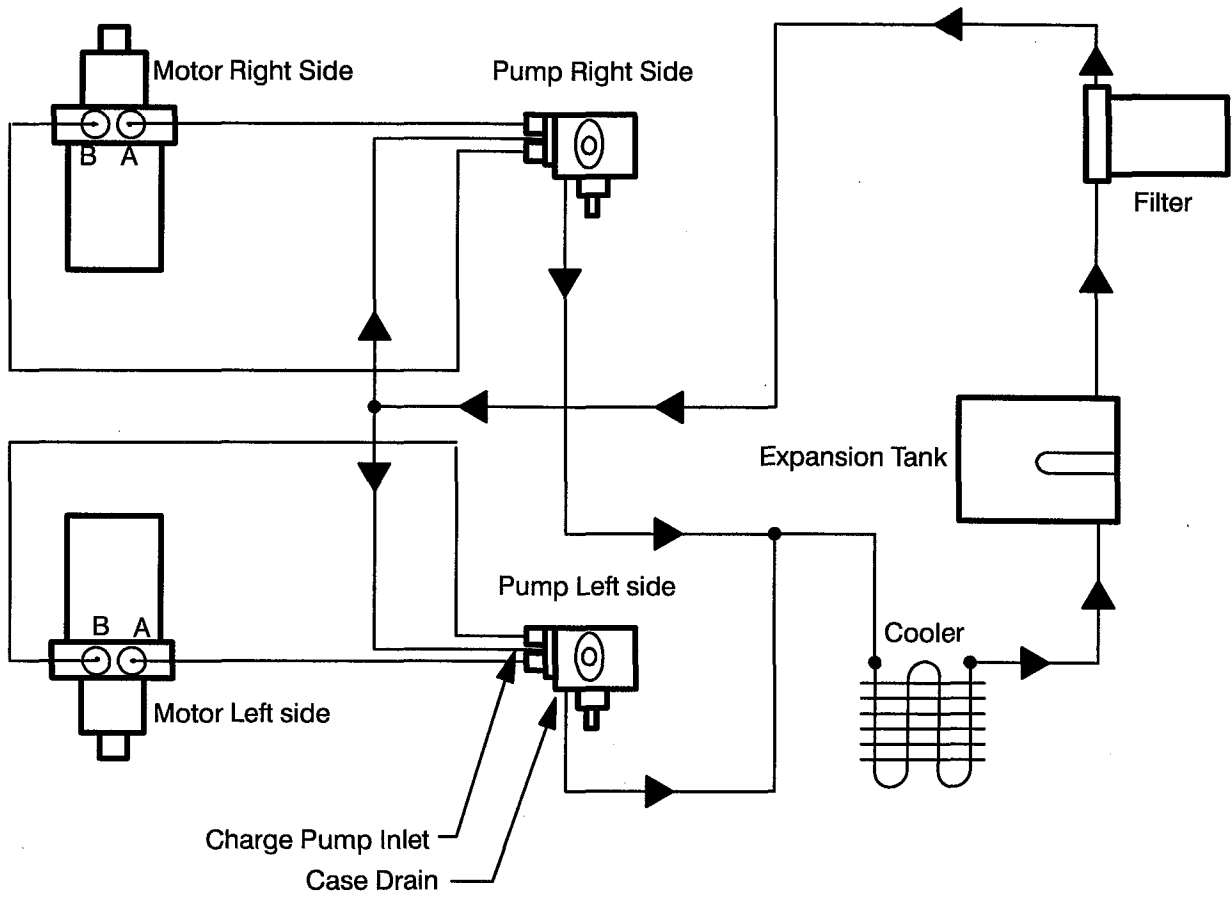 Motor Right Side
Pump Right Side
B A
Filter
Expansion Tank
Pump Left side
B A
Cooler
Motor Left side
Charge Pump Inlet
Case Drain